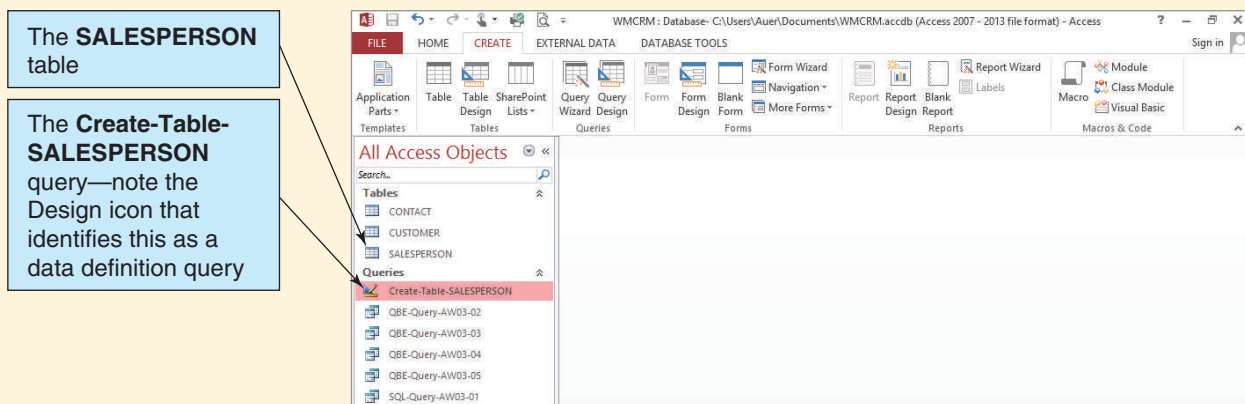 The SALESPERSON
table
The Create-Table-
SALESPERSON
query—note the
Design icon that
identifies this as a
data definition query
WMCRM : Database- C:\Users\Auer\Documents\WMCRM.accdb (Access 2007 - 2013 file format) - Access
?
FILE HOME CREATE EXTERNAL DATA DATABASE TOOLS Sign in
Application
Parts
Templates
Table
Table
Design
SharePoint
Lists
Tables
Query
Wizard
Query
Design
Queries
Form
Form
Design
Blank
Form
Form Wizard
Navigation
More Forms
Forms
Report
Report
Design
Blank
Report
Report Wizard
Labels
Reports
Macro
Module
Class Module
Visual Basic
Macros & Code
All Access Objects
Search...
Tables
CONTACT
CUSTOMER
SALESPERSON
Queries
Create-Table-SALESPERSON
QBE-Query-AW03-02
QBE-Query-AW03-03
QBE-Query-AW03-04
QBE-Query-AW03-05
SQL-Query-AW03-01